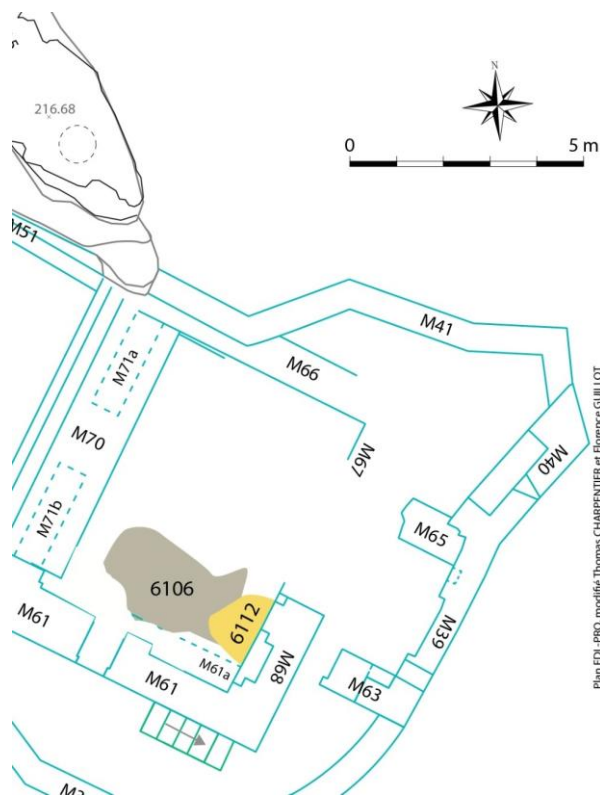 N
216.68
0
5 m
M51
M41
M71a
M66
M70
M67
M40
M65
M71b
6106
6112
M39
M61
M61a
M68
M61
M63
Plan EOL-PRO, modifié Thomas CHARPENTIER et Florence GUILLOT